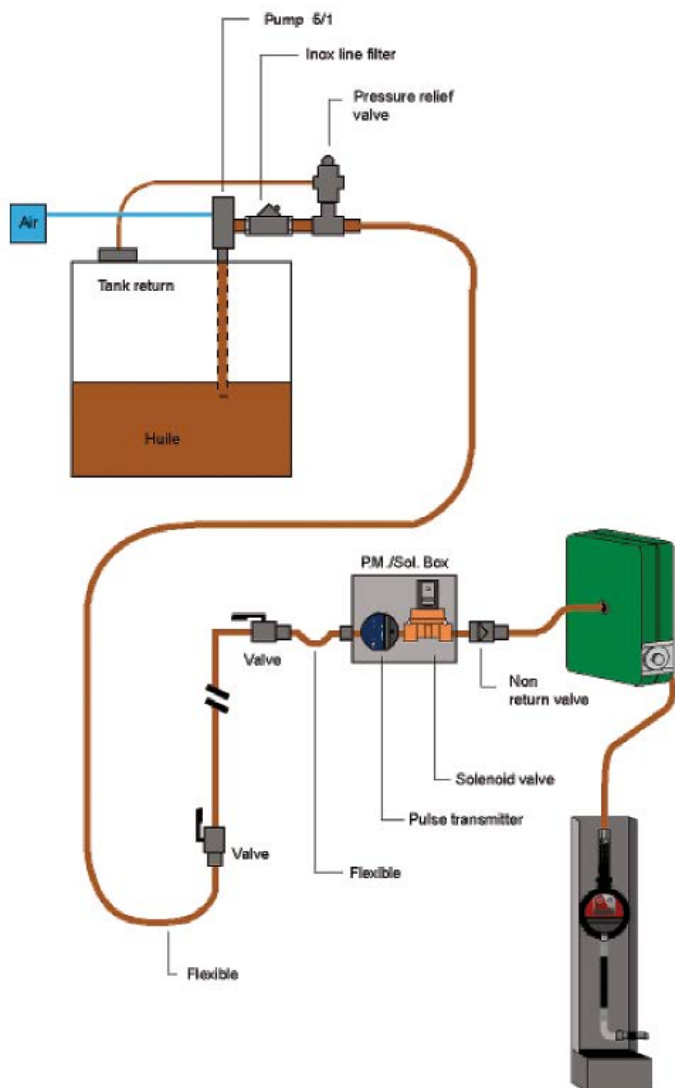 Pump 5/1
Inox line filter
Pressure relief
valve
Air
Tank return
Huile
P.M./Sol. Box
Valve
Non
return valve
Solenoid valve
Pulse transmitter
Valve
Flexible
Flexible